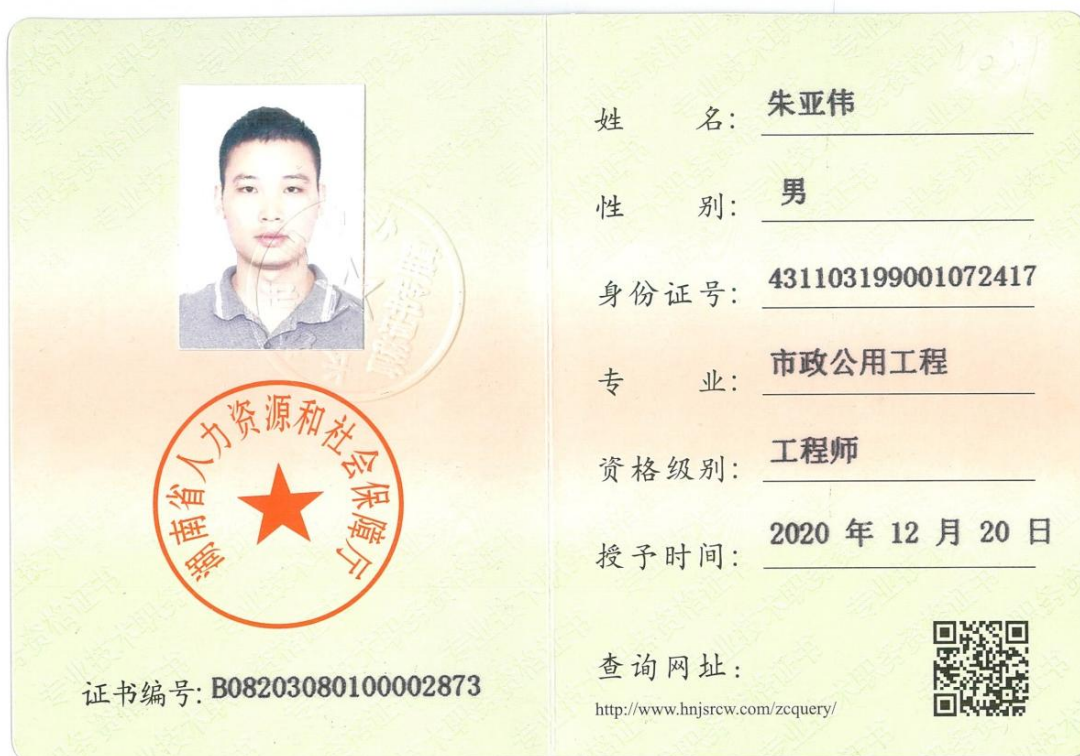 湖南省人力资源和社会保障厅
证书编号: B08203080100002873
姓 名: 朱亚伟
性 别: 男
身份证号: 431103199001072417
专 业: 市政公用工程
资格级别: 工程师
授予时间: 2020 年 12 月 20 日
查询网址:
http://www.hnjsrcw.com/zcquery/